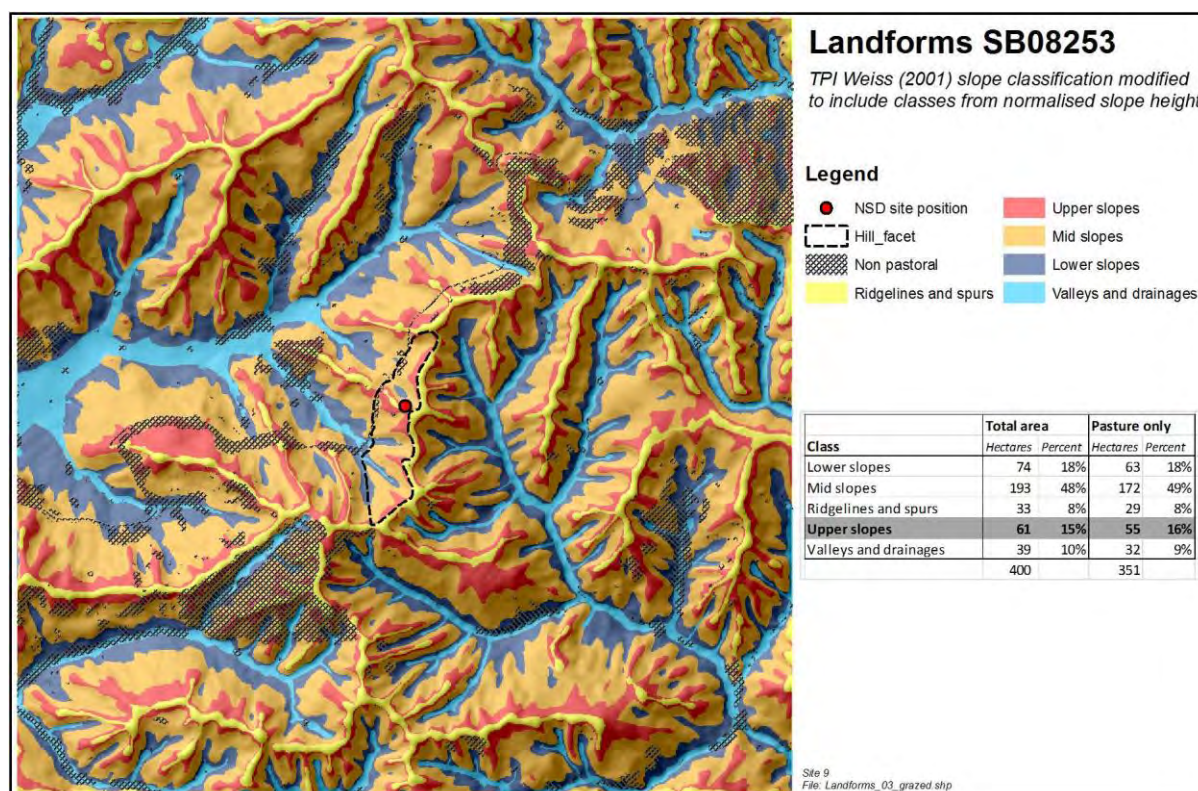 Landforms SB08253
TPI Weiss (2001) slope classification modified
to include classes from normalised slope height
Legend
NSD site position
Hill_facet
Non pastoral
Ridgelines and spurs
Upper slopes
Mid slopes
Lower slopes
Valleys and drainages
Total area Pasture only
Class Hectares Percent Hectares Percent
Lower slopes 74 18% 63 18%
Mid slopes 193 48% 172 49%
Ridgelines and spurs 33 8% 29 8%
Upper slopes 61 15% 55 16%
Valleys and drainages 39 10% 32 9%
400 351
Site 9
File: Landforms_03_grazed.shp